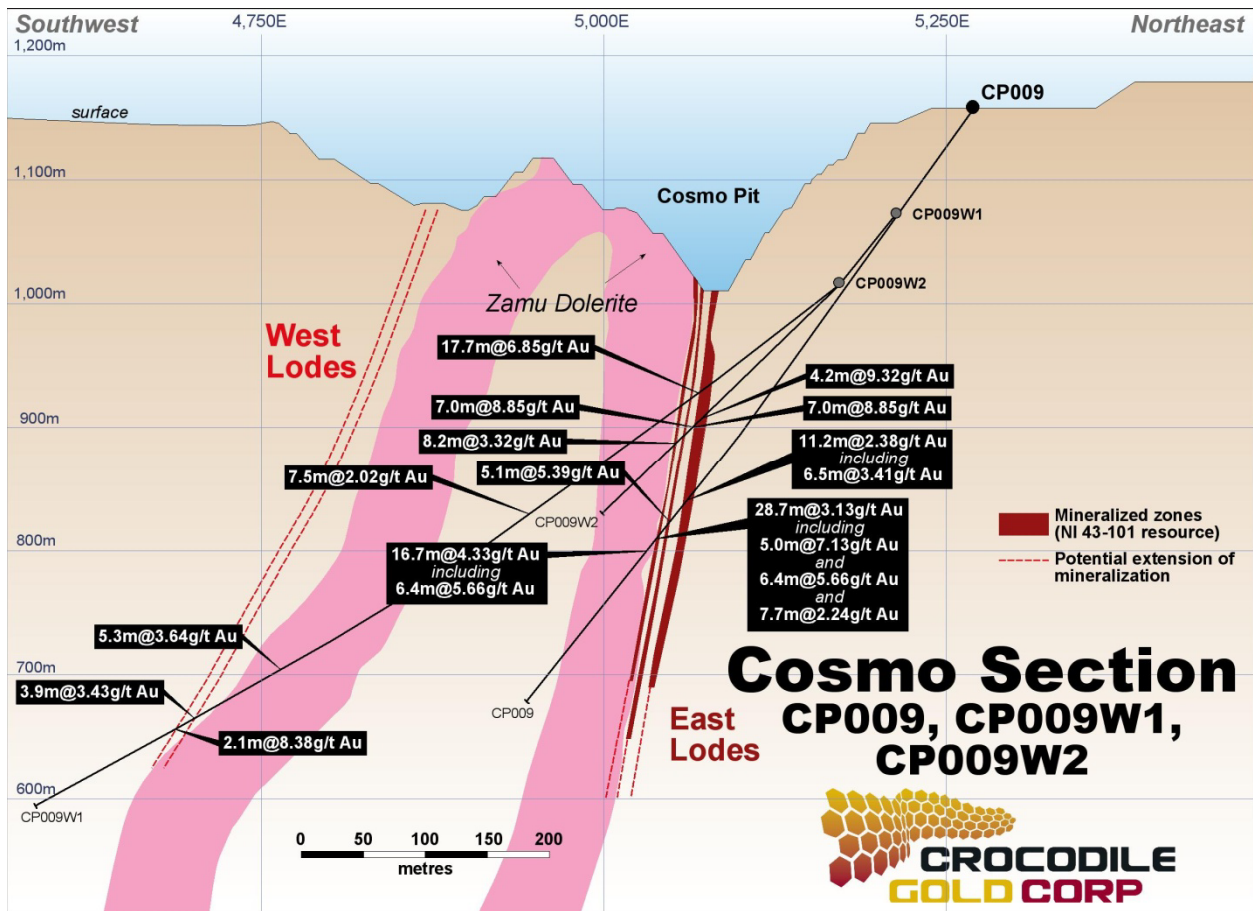 Southwest
4,750E
5,000E
5,250E
Northeast
1,200m
surface
CP009
1,100m
Cosmo Pit
CP009W1
CP009W2
1,000m
Zamu Dolerite
West
Lodes
17.7m@6.85g/t Au
4.2m@9.32g/t Au
7.0m@8.85g/t Au
7.0m@8.85g/t Au
900m
8.2m@3.32g/t Au
11.2m@2.38g/t Au
including
6.5m@3.41g/t Au
5.1m@5.39g/t Au
7.5m@2.02g/t Au
CP009W2
28.7m@3.13g/t Au
including
5.0m@7.13g/t Au
and
6.4m@5.66g/t Au
and
7.7m@2.24g/t Au
Mineralized zones
(NI 43-101 resource)
Potential extension of
mineralization
800m
16.7m@4.33g/t Au
including
6.4m@5.66g/t Au
5.3m@3.64g/t Au
700m
3.9m@3.43g/t Au
CP009
2.1m@8.38g/t Au
East
Lodes
Cosmo Section
CP009, CP009W1,
CP009W2
600m
CP009W1
0 50 100 150 200
metres
CROCODILE
GOLD CORP